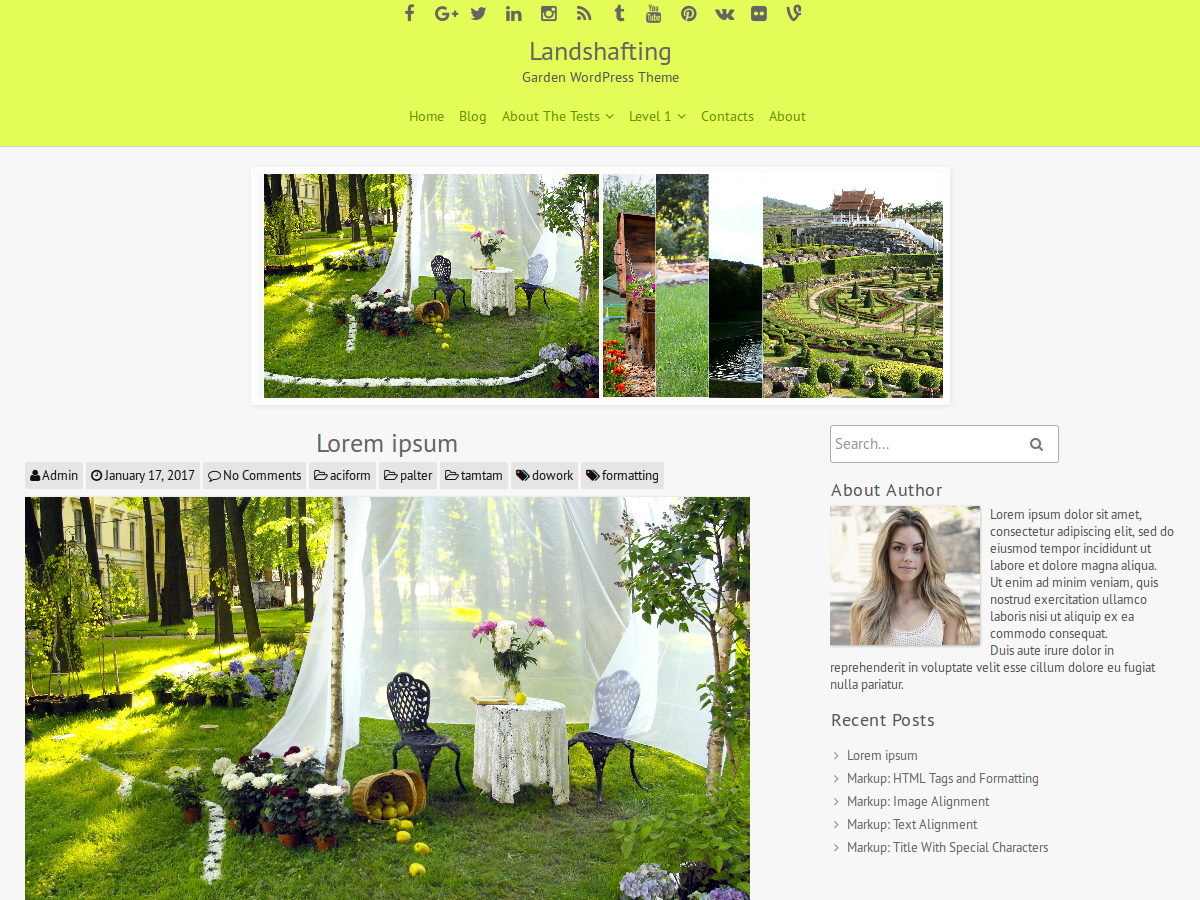 You
Tube
Landshafting
Garden WordPress Theme
Home Blog About The Tests Level 1 Contacts About
Lorem ipsum
Admin January 17, 2017 No Comments aciform palter tamtam dowork formatting
Search...
About Author
Lorem ipsum dolor sit amet,
consectetur adipiscing elit, sed do
eiusmod tempor incididunt ut
labore et dolore magna aliqua.
Ut enim ad minim veniam, quis
nostrud exercitation ullamco
laboris nisi ut aliquip ex ea
commodo consequat.
Duis aute irure dolor in
reprehenderit in voluptate velit esse cillum dolore eu fugiat
nulla pariatur.
Recent Posts
Lorem ipsum
Markup: HTML Tags and Formatting
Markup: Image Alignment
Markup: Text Alignment
Markup: Title With Special Characters